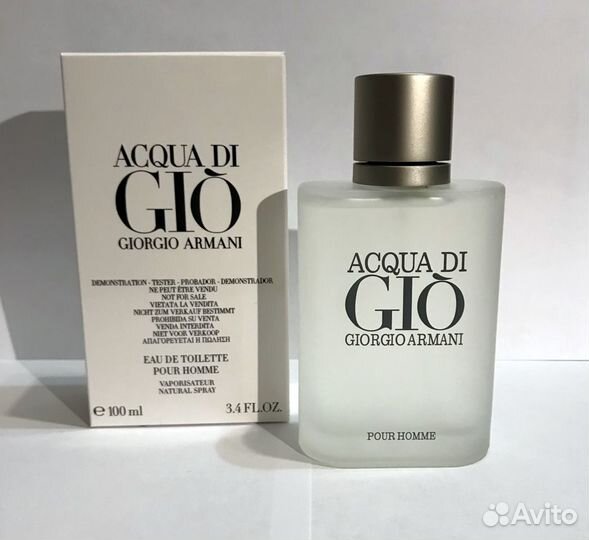 ACQUA DI
GIÒ
GIORGIO ARMANI
DEMONSTRATION - TESTER - PROBADOR - DEMONSTRADOR
NE PEUT ÊTRE VENDU
NOT FOR SALE
VIETATA LA VENDITA
NICHT ZUM VERKAUF BESTIMMT
PROHIBIDA SU VENTA
VENDA INTERDITA
NIET VOOR VERKOOP
ΑΠΑΓΟΡΕΥΕΤΑΙ Η ΠΩΛΗΣΗ
EAU DE TOILETTE
POUR HOMME
VAPORISATEUR
NATURAL SPRAY
e 100 ml 3.4 FL.OZ.
ACQUA DI
GIÒ
GIORGIO ARMANI
POUR HOMME
Avito